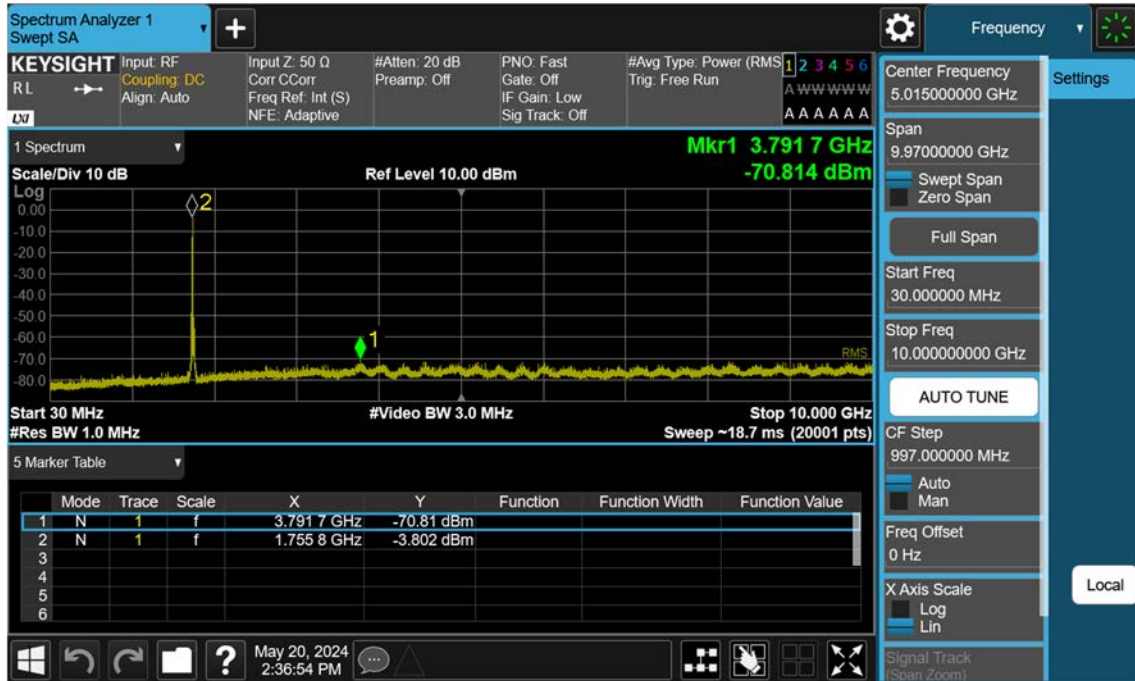 Spectrum Analyzer 1
Swept SA
Frequency
KEYSIGHT
R L
LXI
Input: RF
Coupling: DC
Align: Auto
Input Z: 50 Ω
Corr CCorr
Freq Ref: Int (S)
NFE: Adaptive
#Atten: 20 dB
Preamp: Off
PNO: Fast
Gate: Off
IF Gain: Low
Sig Track: Off
#Avg Type: Power (RMS
Trig: Free Run
1 2 3 4 5 6
A W W W W W
A A A A A A
1 Spectrum
Scale/Div 10 dB
Ref Level 10.00 dBm
Mkr1 3.791 7 GHz
-70.814 dBm
Log
0.00
-10.0
-20.0
-30.0
-40.0
-50.0
-60.0
-70.0
-80.0
2
1
RMS
Start 30 MHz
#Video BW 3.0 MHz
Stop 10.000 GHz
#Res BW 1.0 MHz
Sweep ~18.7 ms (20001 pts)
5 Marker Table
Mode Trace Scale X Y Function Function Width Function Value
1 N 1 f 3.791 7 GHz -70.81 dBm
2 N 1 f 1.755 8 GHz -3.802 dBm
3
4
5
6
May 20, 2024
2:36:54 PM
Center Frequency
5.015000000 GHz
Settings
Span
9.97000000 GHz
Swept Span
Zero Span
Full Span
Start Freq
30.000000 MHz
Stop Freq
10.000000000 GHz
AUTO TUNE
CF Step
997.000000 MHz
Auto
Man
Freq Offset
0 Hz
X Axis Scale
Log
Lin
Local
Signal Track
(Span Zoom)